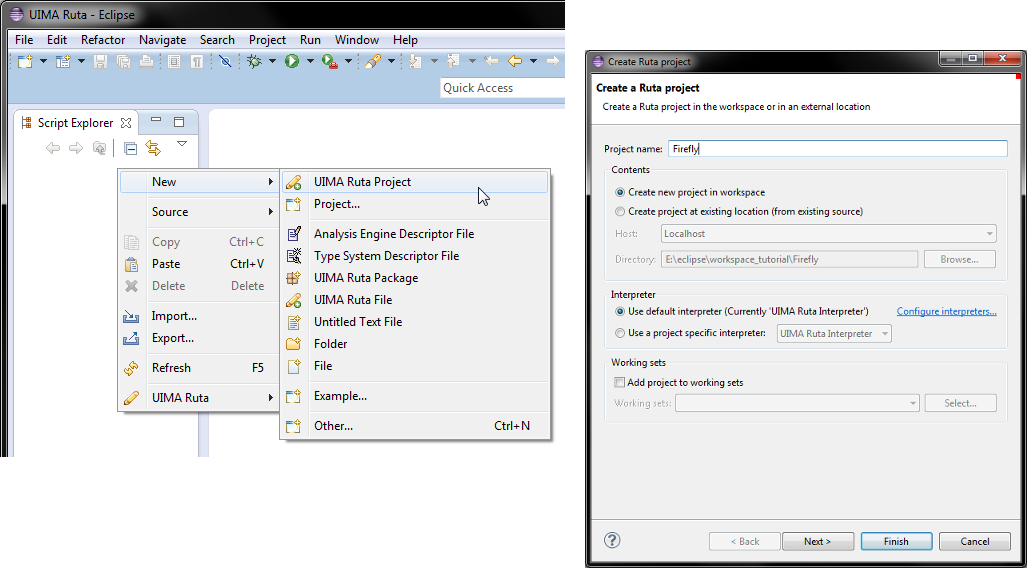 UIMA Ruta - Eclipse
File Edit Refactor Navigate Search Project Run Window Help
Quick Access
Script Explorer
New
Source
Copy Ctrl+C
Paste Ctrl+V
Delete Delete
Import...
Export...
Refresh F5
UIMA Ruta
UIMA Ruta Project
Project...
Analysis Engine Descriptor File
Type System Descriptor File
UIMA Ruta Package
UIMA Ruta File
Untitled Text File
Folder
File
Example...
Other... Ctrl+N
Create Ruta project
Create a Ruta project
Create a Ruta project in the workspace or in an external location
Project name: Firefly
Contents
Create new project in workspace
Create project at existing location (from existing source)
Host: Localhost
Directory: E:\eclipse\workspace_tutorial\Firefly Browse...
Interpreter
Use default interpreter (Currently 'UIMA Ruta Interpreter') Configure interpreters...
Use a project specific interpreter: UIMA Ruta Interpreter
Working sets
Add project to working sets
Working sets: Select...
? < Back Next > Finish Cancel